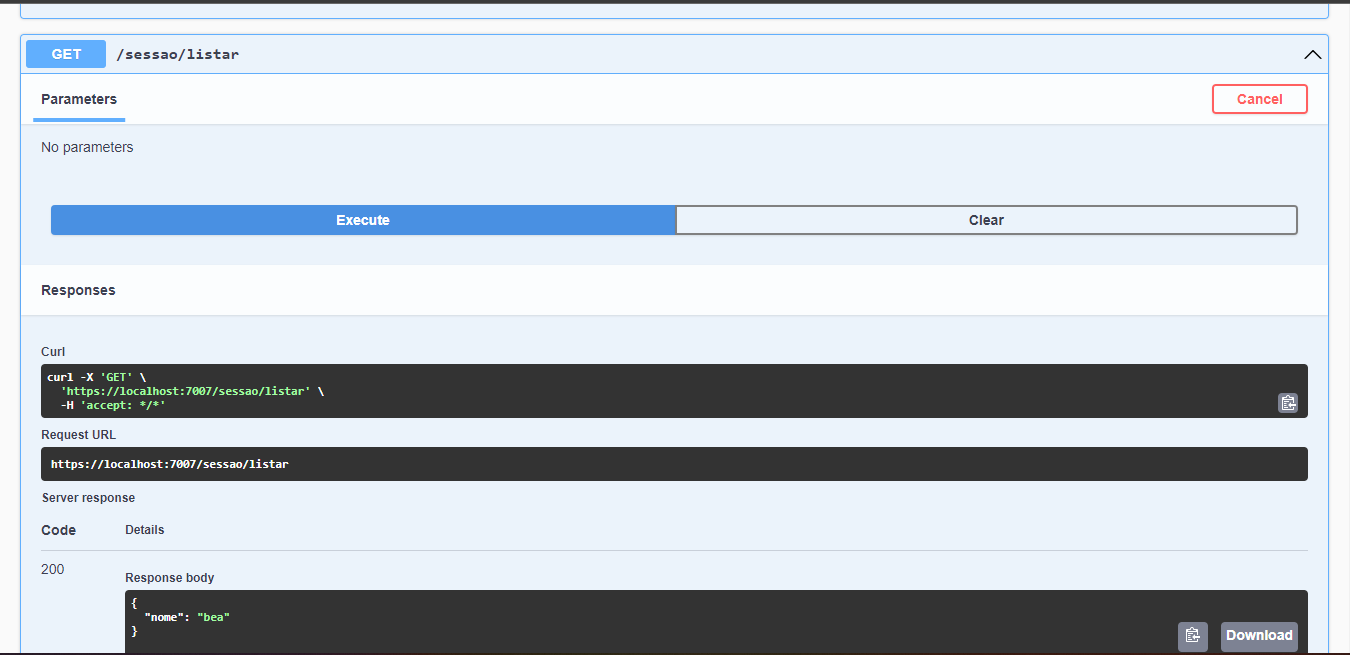 GET /sessao/listar
Parameters
Cancel
No parameters
Execute
Clear
Responses
Curl
curl -X 'GET' \
  'https://localhost:7007/sessao/listar' \
  -H 'accept: */*'
Request URL
https://localhost:7007/sessao/listar
Server response
Code Details
200
Response body
{
  "nome": "bea"
}
Download